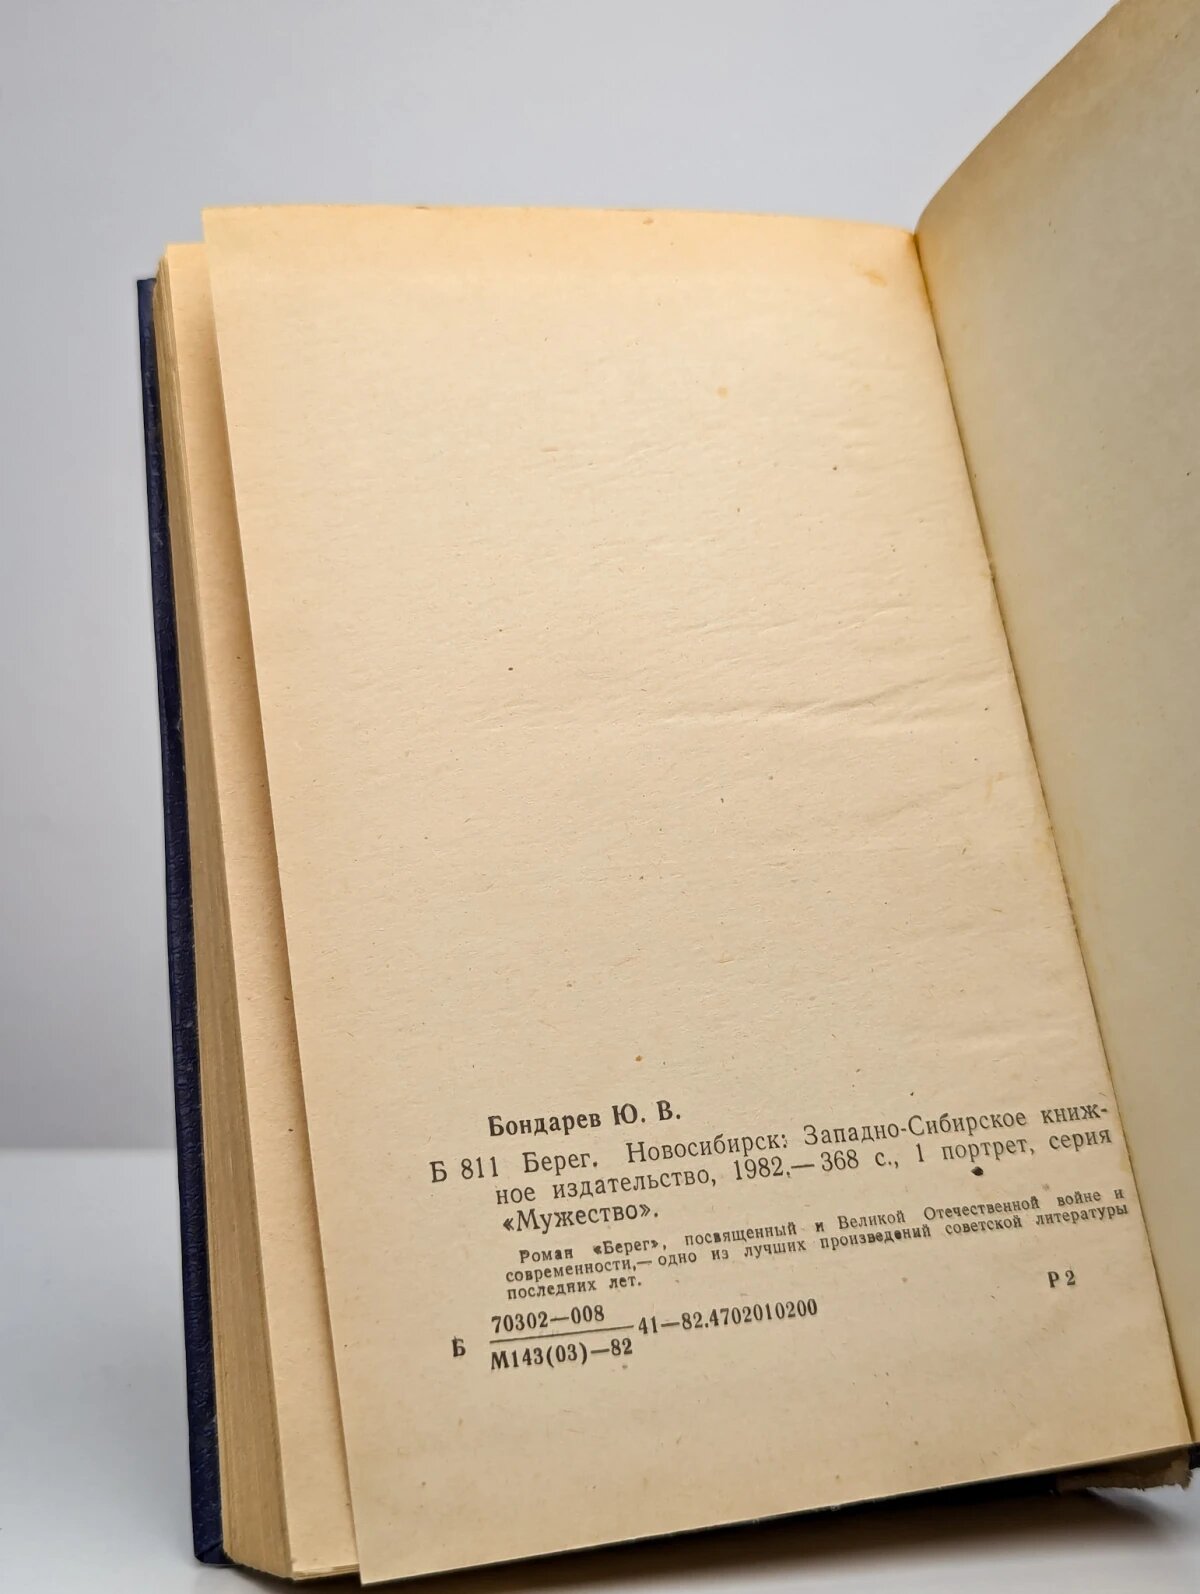 Бондарев Ю. В.
Б 811 Берег. Новосибирск: Западно-Сибирское книж-
ное издательство, 1982.— 368 с., 1 портрет, серия
«Мужество».
Роман «Берег», посвященный и Великой Отечественной войне и
современности,— одно из лучших произведений советской литературы
последних лет.
Б 70302—008
М143(03)—82 41—82.4702010200
Р 2